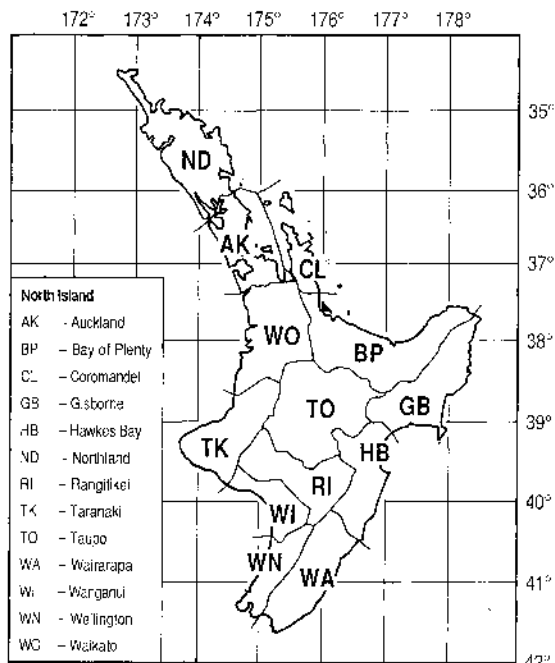 172° 173° 174° 175° 176° 177° 178°
35°
ND
36°
AK
CL
37°
North Island
AK - Auckland
WO
BP – Bay of Plenty
BP
38°
CL – Coromandel
GB – Gisborne
TO
GB
39°
HB – Hawkes Bay
TK
HB
ND – Northland
RI – Rangitikei
RI
40°
TK – Taranaki
WI
TO – Taupo
WA – Wairarapa
WN
WA
41°
WI – Wanganui
WN – Wellington
WO – Waikato
42°